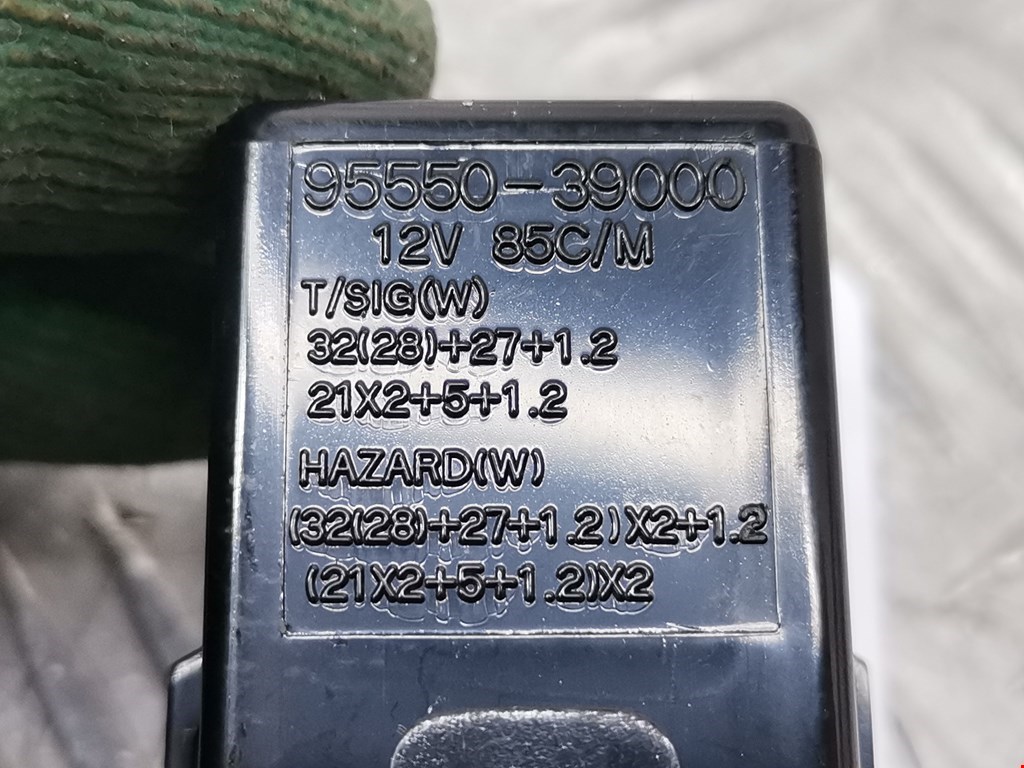 95550-39000
12V 85C/M
T/SIG(W)
32(28)+27+1.2
21X2+5+1.2
HAZARD(W)
(32(28)+27+1.2)X2+1.2
(21X2+5+1.2)X2